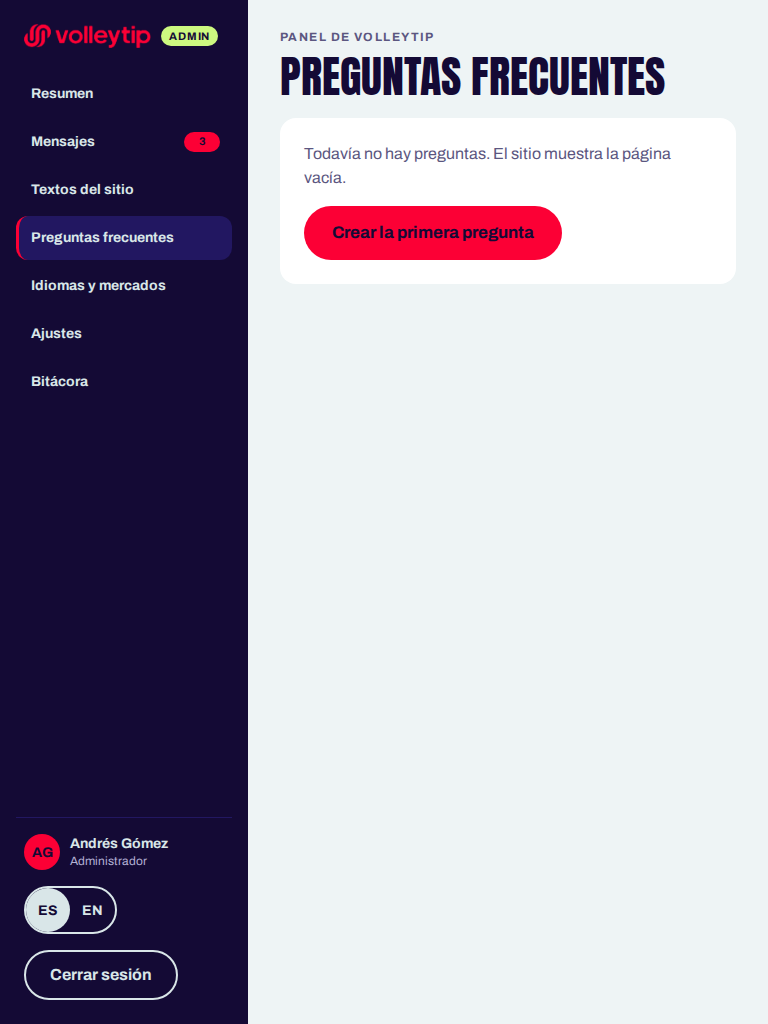 volleytip ADMIN
Resumen
Mensajes 3
Textos del sitio
Preguntas frecuentes
Idiomas y mercados
Ajustes
Bitácora
AG Andrés Gómez
Administrador
ES EN
Cerrar sesión
PANEL DE VOLLEYTIP
PREGUNTAS FRECUENTES
Todavía no hay preguntas. El sitio muestra la página
vacía.
Crear la primera pregunta